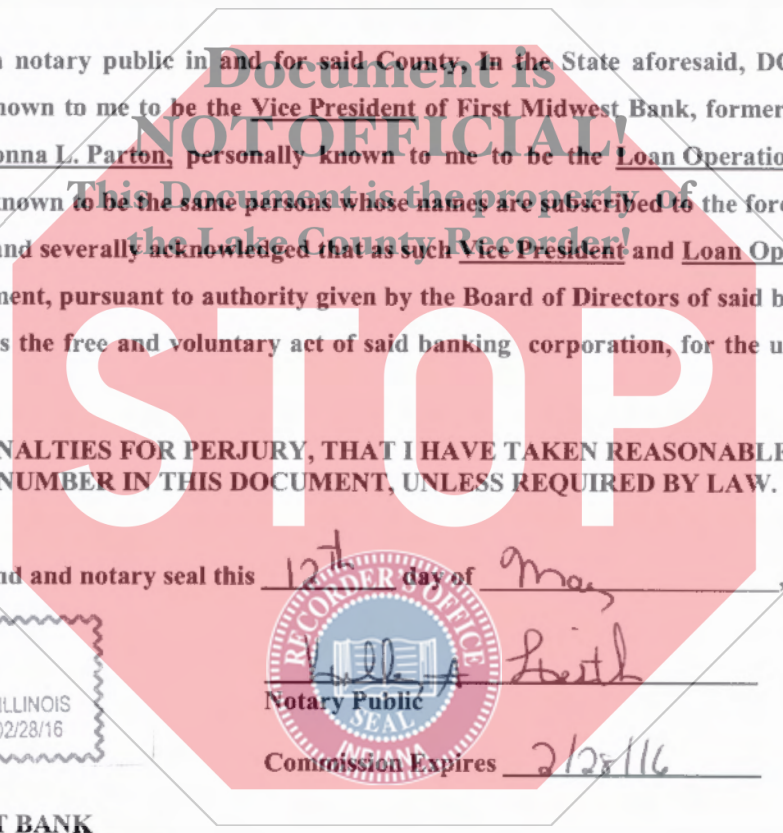 notary public in and for said County, In the State aforesaid, DO
Document is
nown to me to be the Vice President of First Midwest Bank, former
NOT OFFICIAL!
onna L. Parton, personally known to me to be the Loan Operatio
This Document is the property of
nown to be the same persons whose names are subscribed to the fore
the Lake County Recorder!
and severally acknowledged that as such Vice President and Loan Op
ment, pursuant to authority given by the Board of Directors of said b
s the free and voluntary act of said banking corporation, for the u
STOP
NALTIES FOR PERJURY, THAT I HAVE TAKEN REASONABLE
NUMBER IN THIS DOCUMENT, UNLESS REQUIRED BY LAW.
nd and notary seal this 12th day of May
RECORDER'S OFFICE
ILLINOIS
02/28/16
Notary Public
SEAL
INDIANA
Commission Expires 2/28/16
T BANK